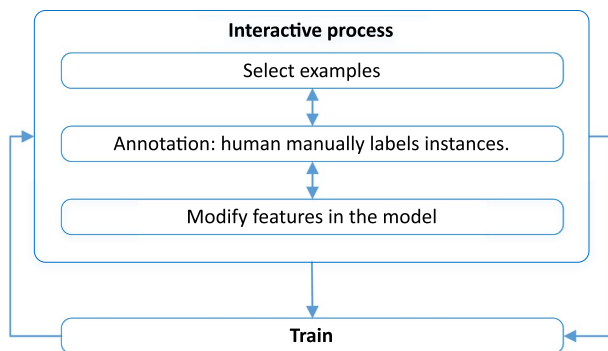 Interactive process
Select examples
Annotation: human manually labels instances.
Modify features in the model
Train